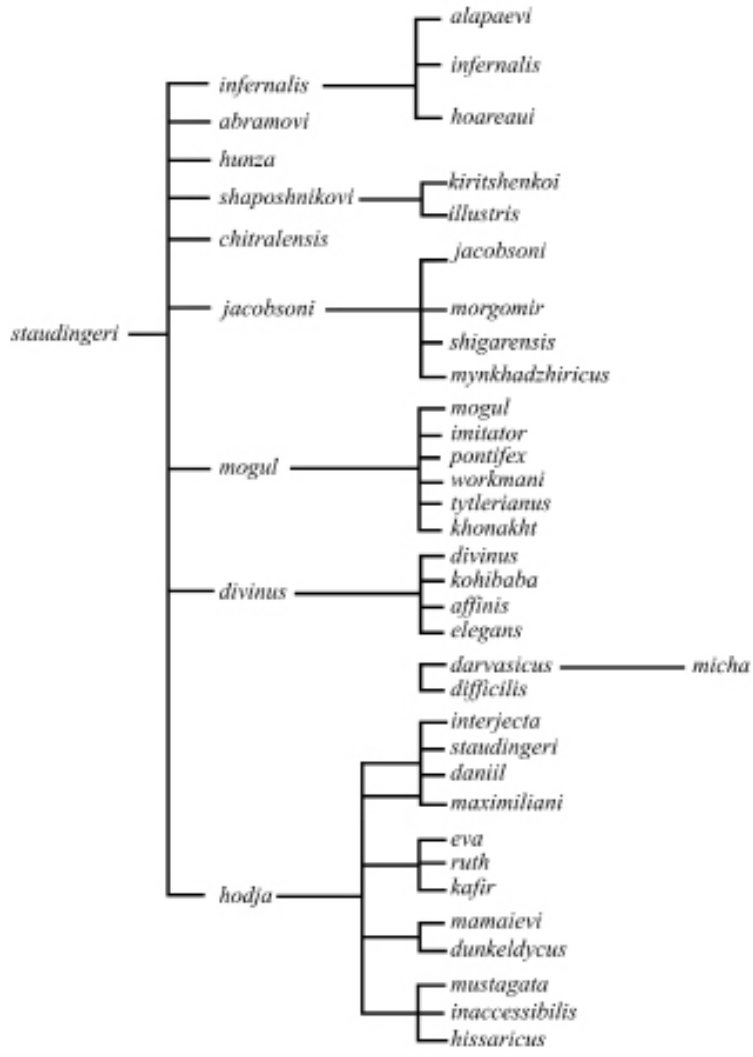 alapaevi
infernalis
infernalis
hoareaui
abramovi
hunza
shaposhnikovi
kiritshenkoi
illustris
chitralensis
jacobsoni
jacobsoni
morgomir
shigarensis
mynkhadzhiricus
staudingeri
mogul
mogul
imitator
pontifex
workmani
tytlerianus
khonakht
divinus
divinus
kohibaba
affinis
elegans
darvasicus micha
difficilis
interjecta
staudingeri
daniil
maximiliani
hodja
eva
ruth
kafir
mamaievi
dunkeldycus
mustagata
inaccessibilis
hissaricus